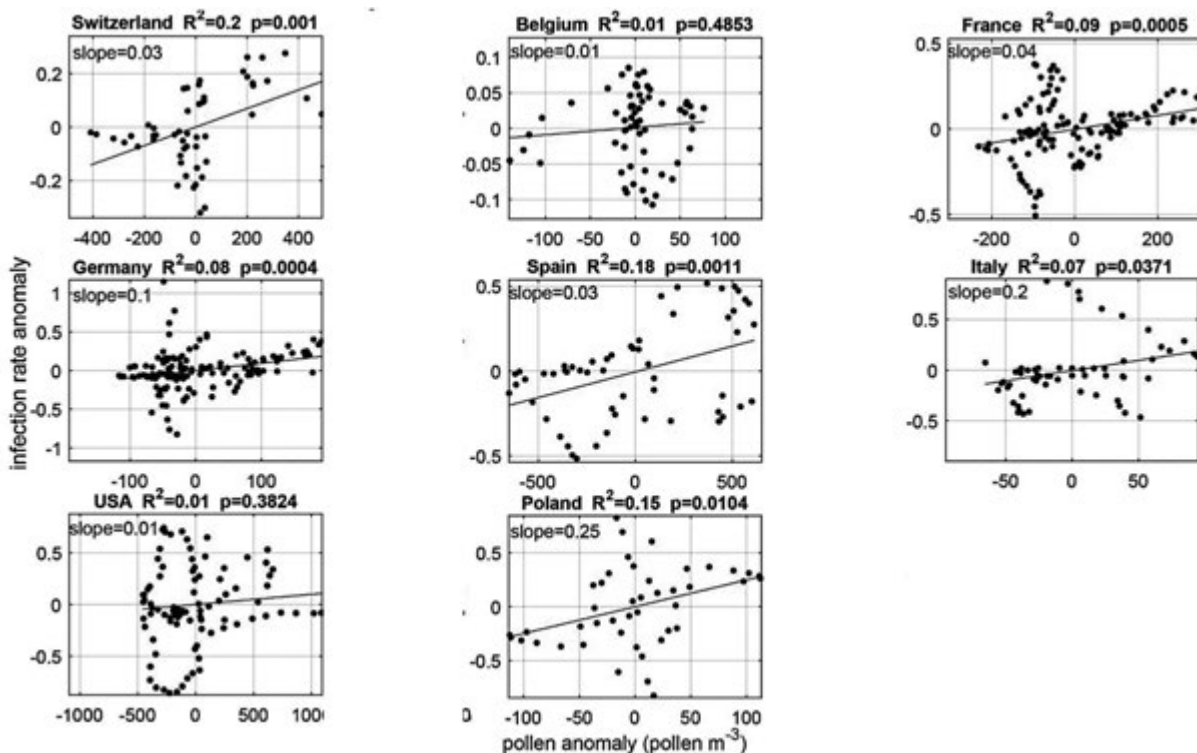 Switzerland R²=0.2 p=0.001
slope=0.03
0.2
0
-0.2
-400 -200 0 200 400
Belgium R²=0.01 p=0.4853
slope=0.01
0.1
0.05
0
-0.05
-0.1
-100 -50 0 50 100
France R²=0.09 p=0.0005
slope=0.04
0.5
0
-0.5
-200 0 200
infection rate anomaly
Germany R²=0.08 p=0.0004
slope=0.1
1
0.5
0
-0.5
-1
-100 0 100
Spain R²=0.18 p=0.0011
slope=0.03
0.5
0
-0.5
-500 0 500
Italy R²=0.07 p=0.0371
slope=0.2
0.5
0
-0.5
-50 0 50
USA R²=0.01 p=0.3824
slope=0.01
0.5
0
-0.5
-1000 -500 0 500
Poland R²=0.15 p=0.0104
slope=0.25
0.5
0
-0.5
-100 -50 0 50 100
pollen anomaly (pollen m⁻³)